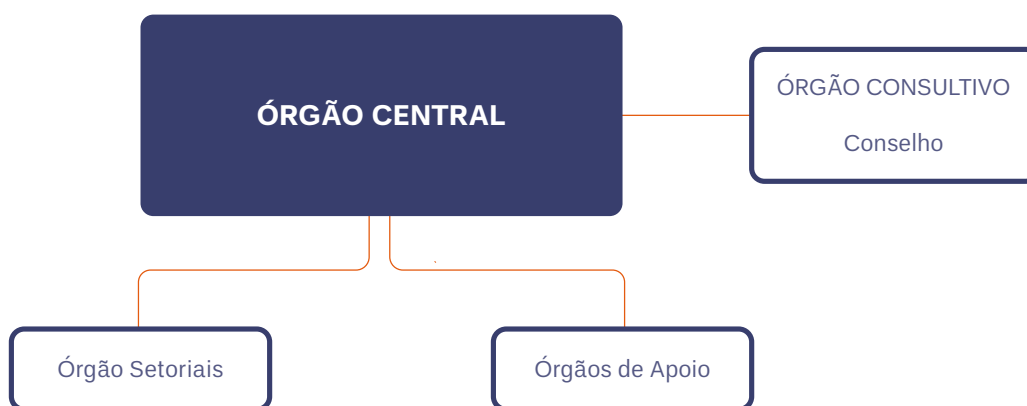 ÓRGÃO CENTRAL
ÓRGÃO CONSULTIVO
Conselho
Órgão Setoriais
Órgãos de Apoio